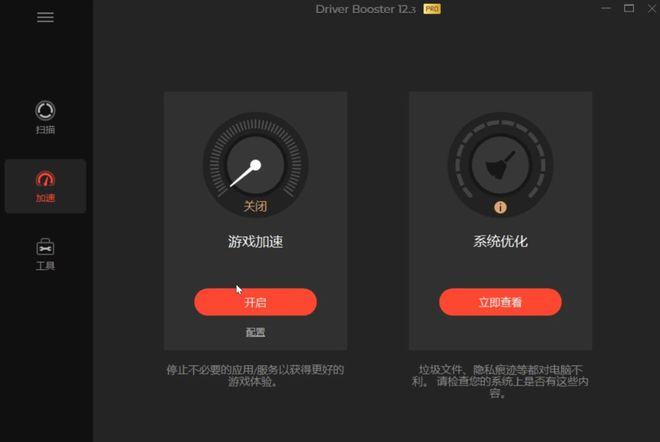 Driver Booster 12.3 PRO
扫描
加速
工具
关闭
游戏加速
开启
配置
停止不必要的应用/服务以获得更好的
游戏体验。
系统优化
立即查看
垃圾文件、隐私痕迹等都对电脑不
利。 请检查您的系统上是否有这些内
容。